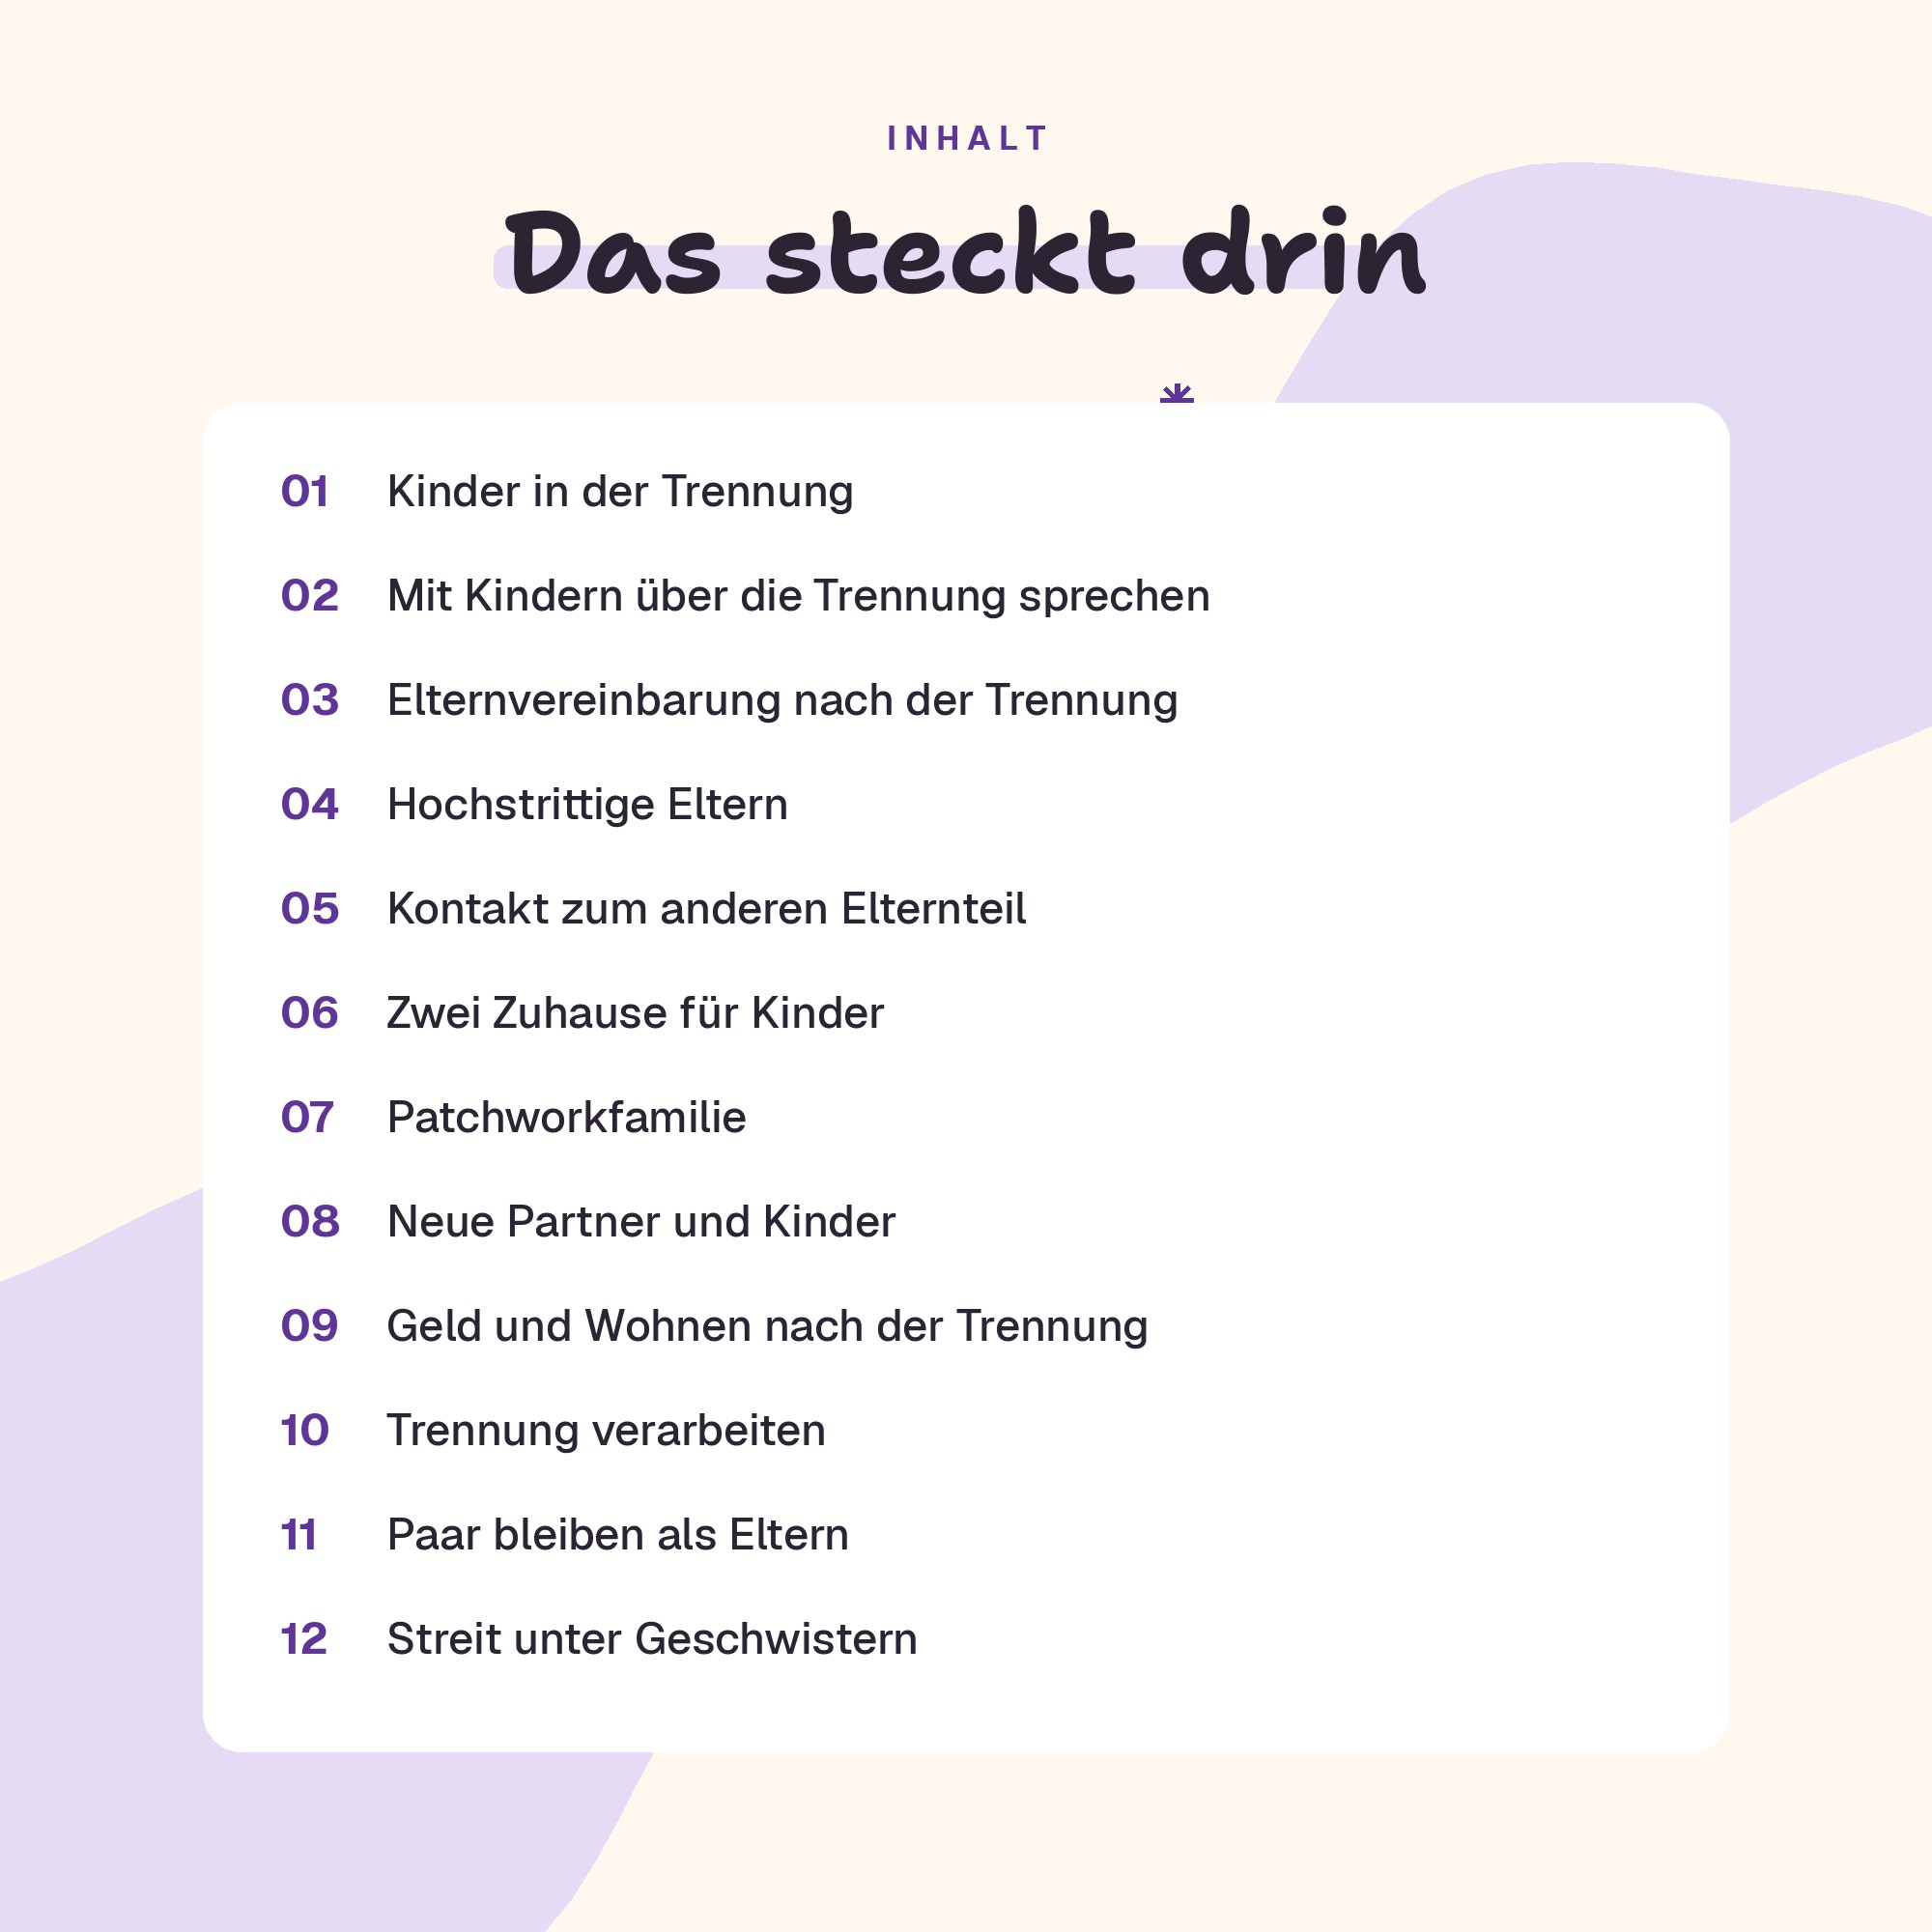 INHALT
Das steckt drin
01 Kinder in der Trennung
02 Mit Kindern über die Trennung sprechen
03 Elternvereinbarung nach der Trennung
04 Hochstrittige Eltern
05 Kontakt zum anderen Elternteil
06 Zwei Zuhause für Kinder
07 Patchworkfamilie
08 Neue Partner und Kinder
09 Geld und Wohnen nach der Trennung
10 Trennung verarbeiten
11 Paar bleiben als Eltern
12 Streit unter Geschwistern